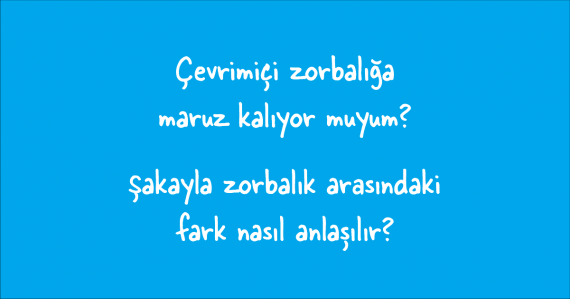 Çevrimiçi zorbalığa
maruz kalıyor muyum?
Şakayla zorbalık arasındaki
fark nasıl anlaşılır?